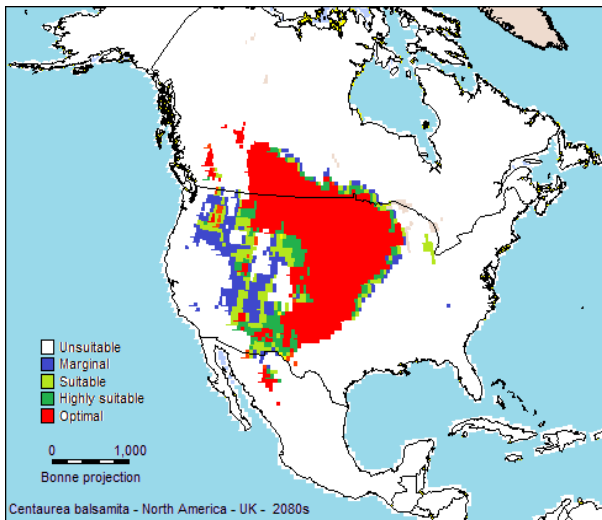 Unsuitable
Marginal
Suitable
Highly suitable
Optimal
0 1,000
Bonne projection
Centaurea balsamita - North America - UK - 2080s